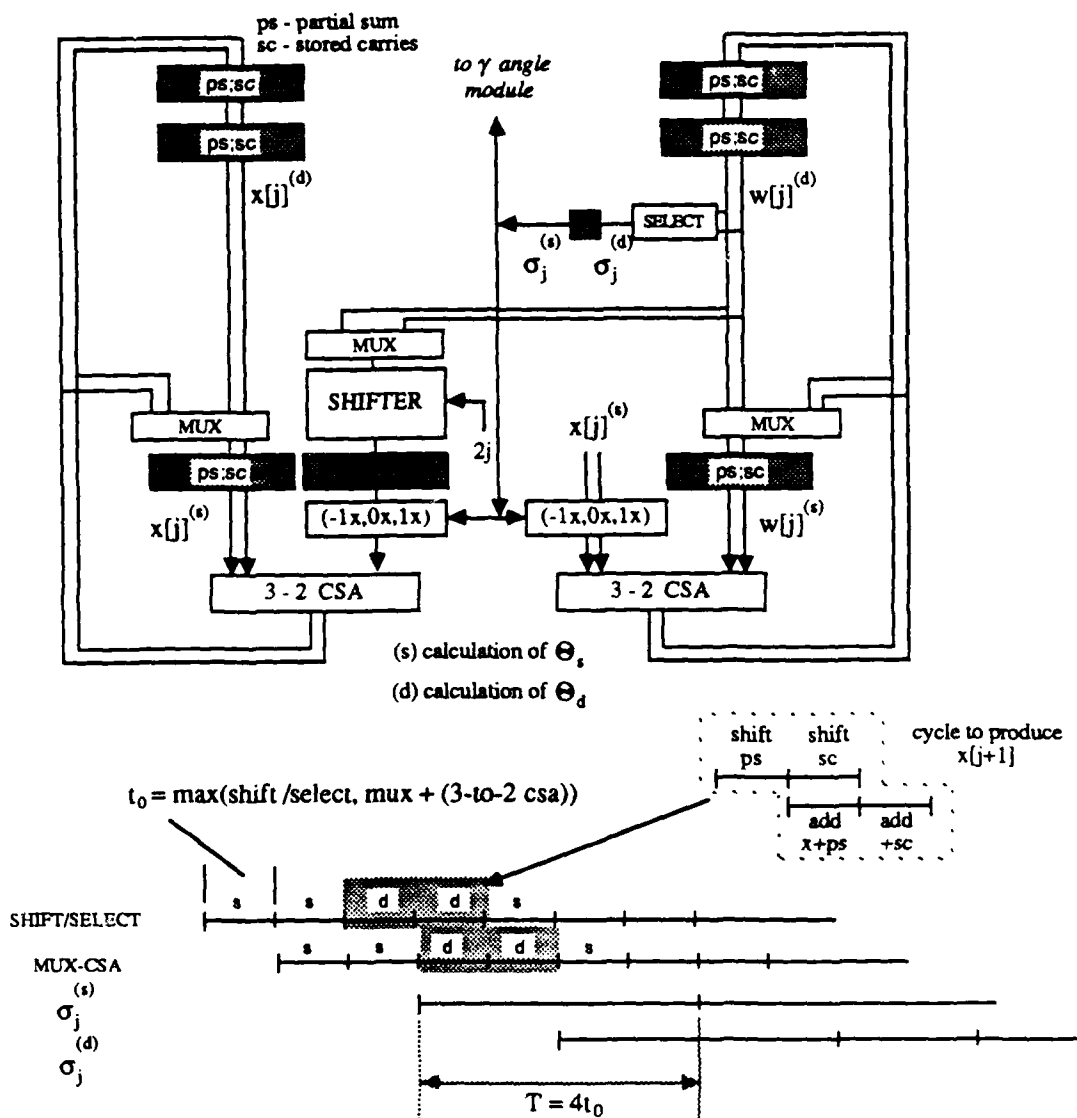 ps - partial sum
sc - stored carries
ps;sc
ps;sc
x[j]^(d)
to γ angle
module
ps;sc
ps;sc
w[j]^(d)
SELECT
σ_j^(s)
σ_j^(d)
MUX
SHIFTER
2j
MUX
ps;sc
x[j]^(s)
(-1x,0x,1x)
x[j]^(s)
(-1x,0x,1x)
MUX
ps;sc
w[j]^(s)
3 - 2 CSA
3 - 2 CSA
(s) calculation of Θ_s
(d) calculation of Θ_d
shift
ps
shift
sc
cycle to produce
x[j+1]
add
x+ps
add
+sc
t_0 = max(shift /select, mux + (3-to-2 csa))
SHIFT/SELECT
s s d d s
MUX-CSA
s s d d s
σ_j^(s)
σ_j^(d)
T = 4t_0